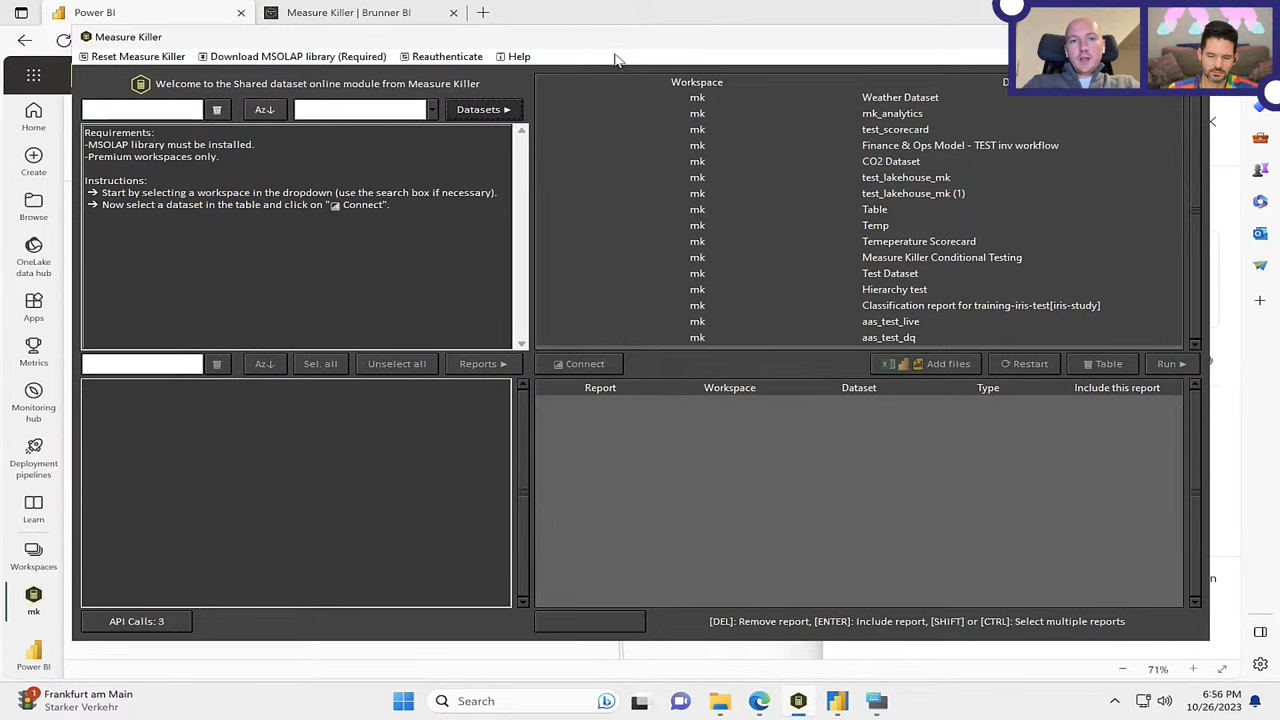 Power BI
Measure Killer | Brunner BI
Measure Killer
Reset Measure Killer
Download MSOLAP library (Required)
Reauthenticate
Help
Welcome to the Shared dataset online module from Measure Killer
Az↓
Datasets ▸
Requirements:
-MSOLAP library must be installed.
-Premium workspaces only.
Instructions:
→ Start by selecting a workspace in the dropdown (use the search box if necessary).
→ Now select a dataset in the table and click on " Connect".
Workspace D
mk Weather Dataset
mk mk_analytics
mk test_scorecard
mk Finance & Ops Model - TEST inv workflow
mk CO2 Dataset
mk test_lakehouse_mk
mk test_lakehouse_mk (1)
mk Table
mk Temp
mk Temeperature Scorecard
mk Measure Killer Conditional Testing
mk Test Dataset
mk Hierarchy test
mk Classification report for training-iris-test[iris-study]
mk aas_test_live
mk aas_test_dq
Az↓
Sel. all
Unselect all
Reports ▸
Connect
Add files
Restart
Table
Run ▸
Report Workspace Dataset Type Include this report
API Calls: 3
[DEL]: Remove report, [ENTER]: Include report, [SHIFT] or [CTRL]: Select multiple reports
Home
Create
Browse
OneLake
data hub
Apps
Metrics
Monitoring
hub
Deployment
pipelines
Learn
Workspaces
mk
Power BI
n
71%
1
Frankfurt am Main
Starker Verkehr
Search
6:56 PM
10/26/2023